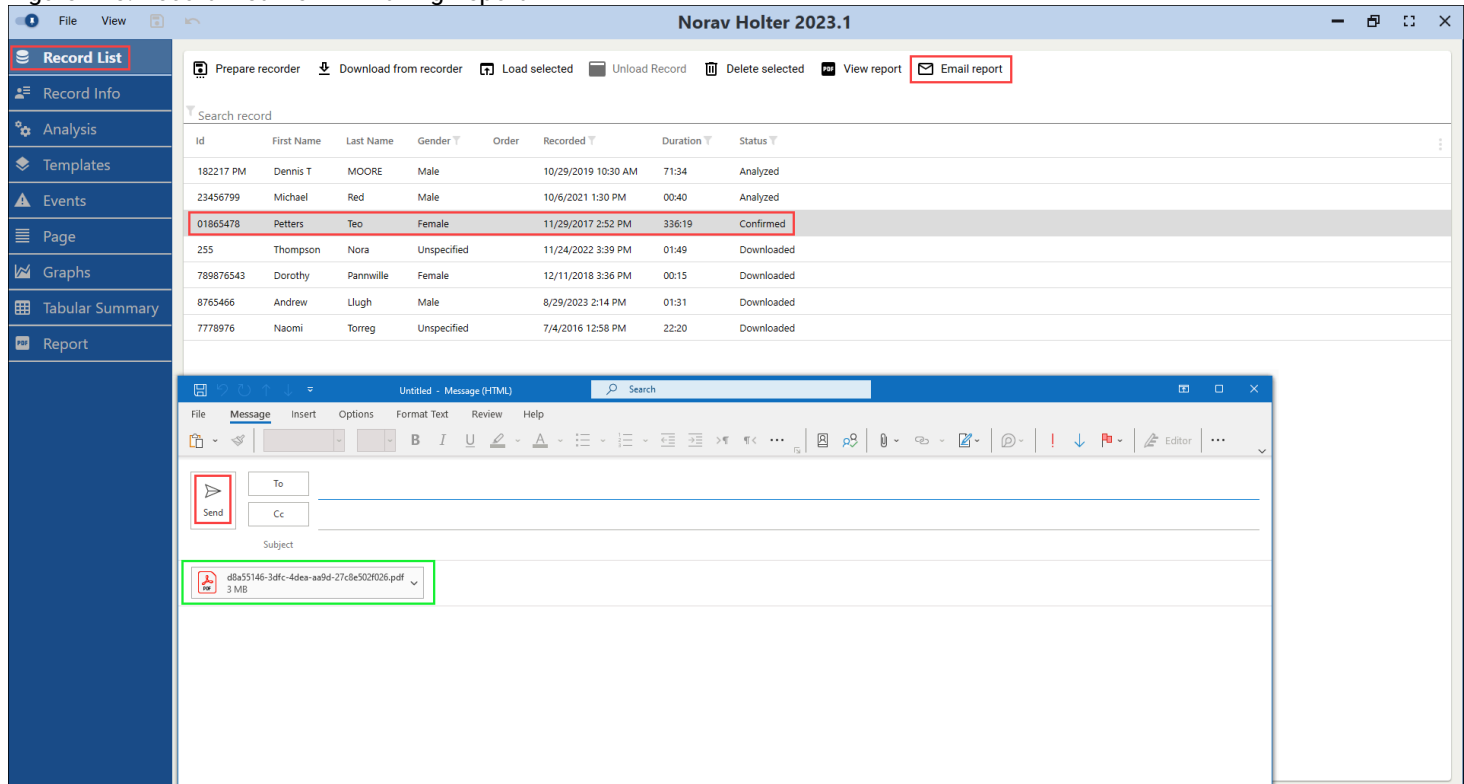 File View Norav Holter 2023.1
Record List
Record Info
Analysis
Templates
Events
Page
Graphs
Tabular Summary
Report
Prepare recorder Download from recorder Load selected Unload Record Delete selected View report Email report
Search record
Id First Name Last Name Gender Order Recorded Duration Status
182217 PM Dennis T MOORE Male 10/29/2019 10:30 AM 71:34 Analyzed
23456799 Michael Red Male 10/6/2021 1:30 PM 00:40 Analyzed
01865478 Petters Teo Female 11/29/2017 2:52 PM 336:19 Confirmed
255 Thompson Nora Unspecified 11/24/2022 3:39 PM 01:49 Downloaded
789876543 Dorothy Pannwille Female 12/11/2018 3:36 PM 00:15 Downloaded
8765466 Andrew Llugh Male 8/29/2023 2:14 PM 01:31 Downloaded
7778976 Naomi Torreg Unspecified 7/4/2016 12:58 PM 22:20 Downloaded
Untitled - Message (HTML) Search
File Message Insert Options Format Text Review Help
B I U A Editor
Send
To
Cc
Subject
PDF
d8a55146-3dfc-4dea-aa9d-27c8e502f026.pdf
3 MB